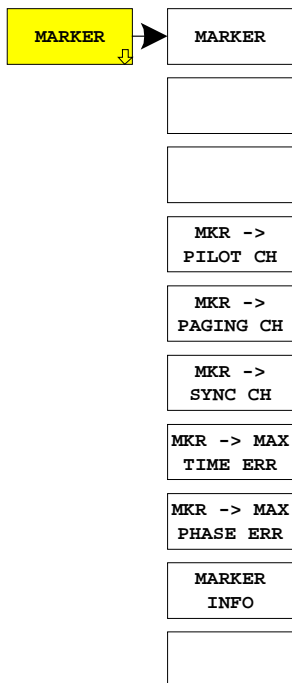 MARKER
MARKER
MKR ->
PILOT CH
MKR ->
PAGING CH
MKR ->
SYNC CH
MKR -> MAX
TIME ERR
MKR -> MAX
PHASE ERR
MARKER
INFO